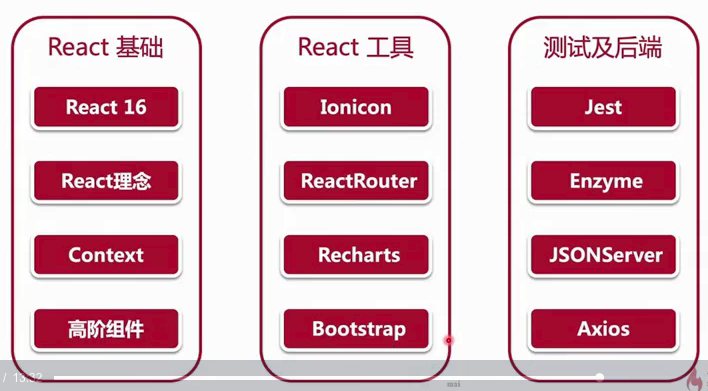 React 基础
React 16
React理念
Context
高阶组件
React 工具
Ionicon
ReactRouter
Recharts
Bootstrap
测试及后端
Jest
Enzyme
JSONServer
Axios
/ 13:32